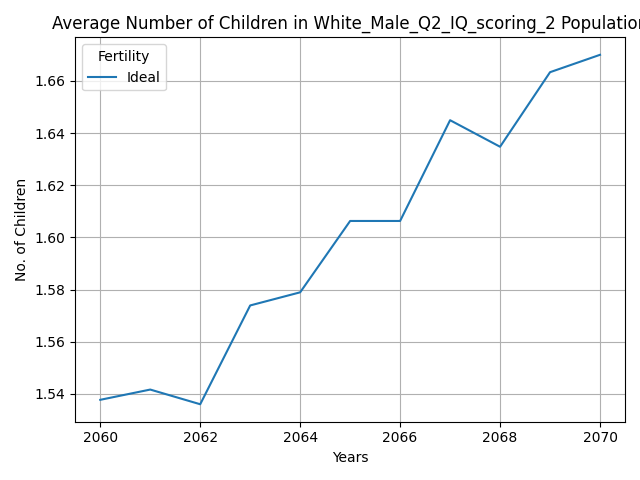 Average Number of Children in White_Male_Q2_IQ_scoring_2 Population
Fertility
Ideal
1.66
1.64
1.62
1.60
1.58
1.56
1.54
No. of Children
2060
2062
2064
2066
2068
2070
Years